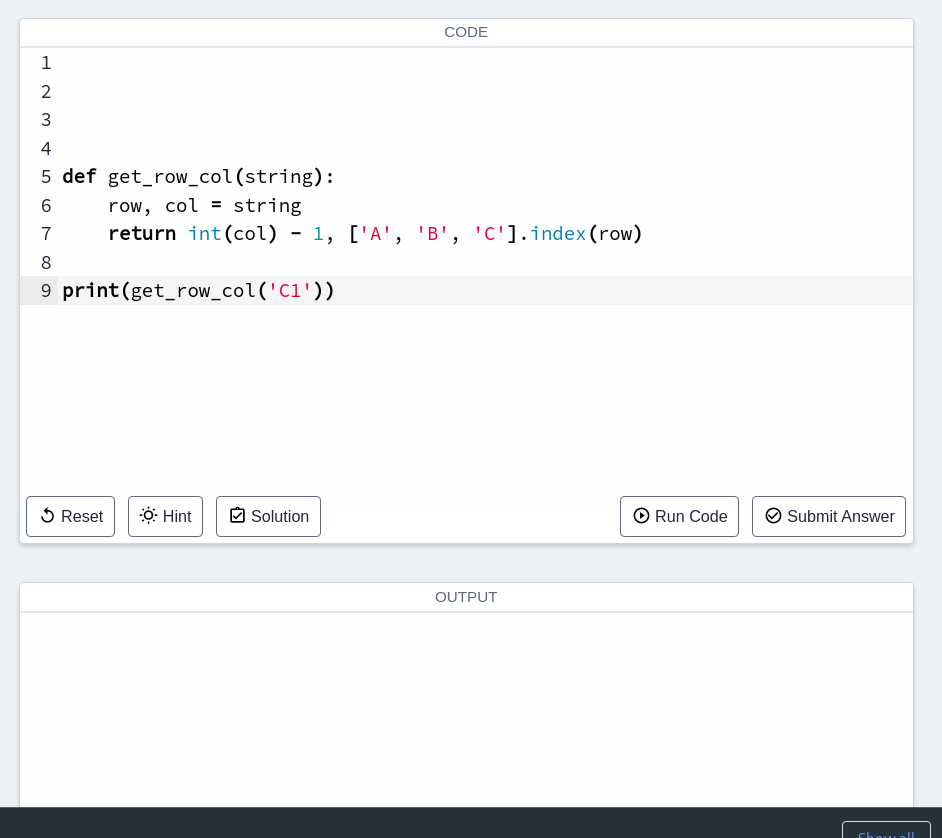 CODE
1
2
3
4
5 def get_row_col(string):
6     row, col = string
7     return int(col) - 1, ['A', 'B', 'C'].index(row)
8
9 print(get_row_col('C1'))
Reset Hint Solution Run Code Submit Answer
OUTPUT
Show all